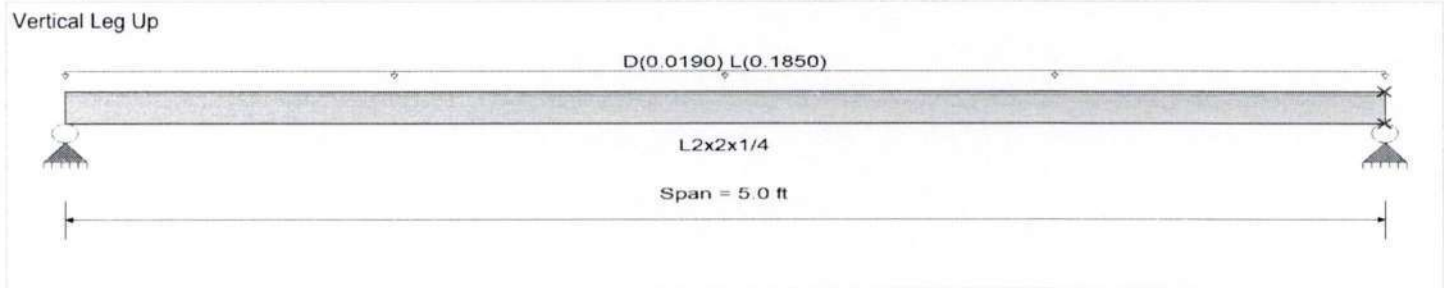 Vertical Leg Up
D(0.0190) L(0.1850)
L2x2x1/4
Span = 5.0 ft